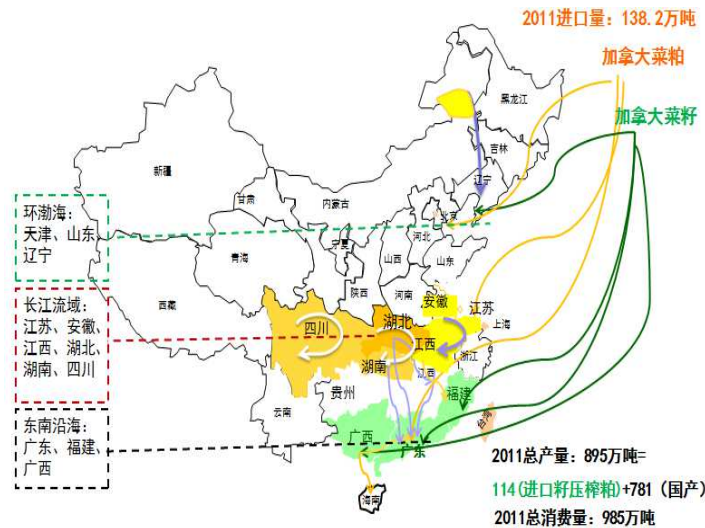 2011进口量：138.2万吨
加拿大菜粕
加拿大菜籽
黑龙江
吉林
辽宁
新疆
甘肃
内蒙古
北京
环渤海：
天津、山东、
辽宁
宁夏
河北
青海
山西
山东
陕西
河南
西藏
长江流域：
江苏、安徽、
江西、湖北、
湖南、四川
安徽
江苏
上海
四川
湖北
江西
浙江
湖南
江西
贵州
福建
云南
台湾
东南沿海：
广东、福建、
广西
广西
广东
海南
2011总产量：895万吨=
114(进口籽压榨粕)+781（国产）
2011总消费量：985万吨